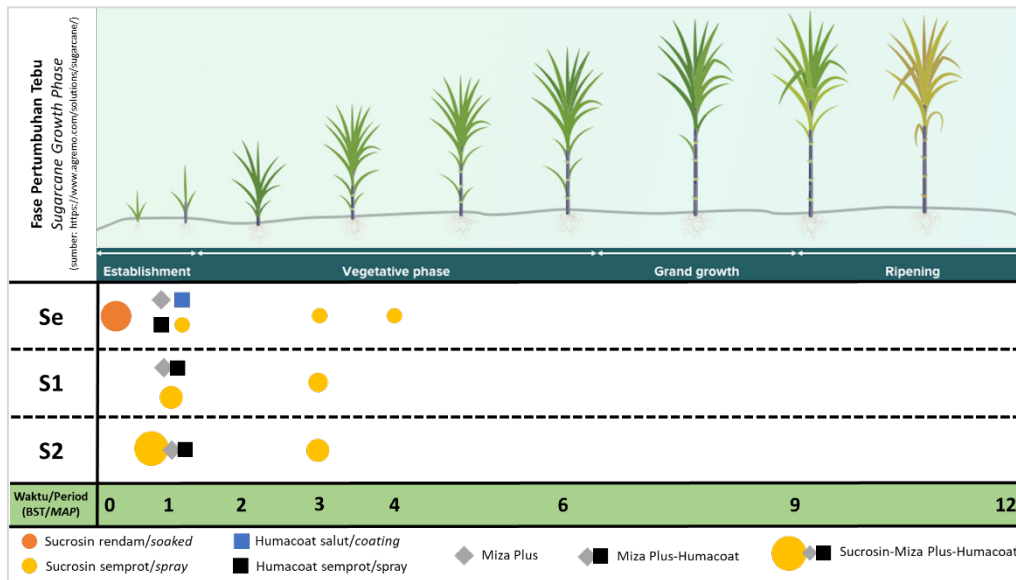 Fase Pertumbuhan Tebu
Sugarcane Growth Phase
(sumber: https://www.agremo.com/solutions/sugarcane/)
Establishment
Vegetative phase
Grand growth
Ripening
Se
S1
S2
Waktu/Period
(BST/MAP)
0
1
2
3
4
6
9
12
Sucrosin rendam/soaked
Sucrosin semprot/spray
Humacoat salut/coating
Humacoat semprot/spray
Miza Plus
Miza Plus-Humacoat
Sucrosin-Miza Plus-Humacoat